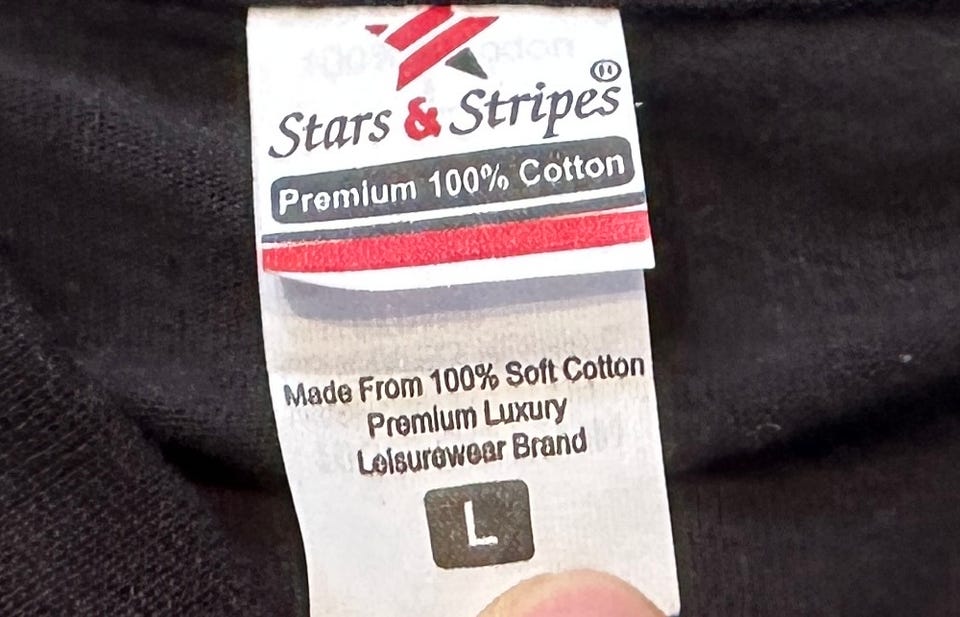 Stars & Stripes
Premium 100% Cotton
Made From 100% Soft Cotton
Premium Luxury
Leisurewear Brand
L